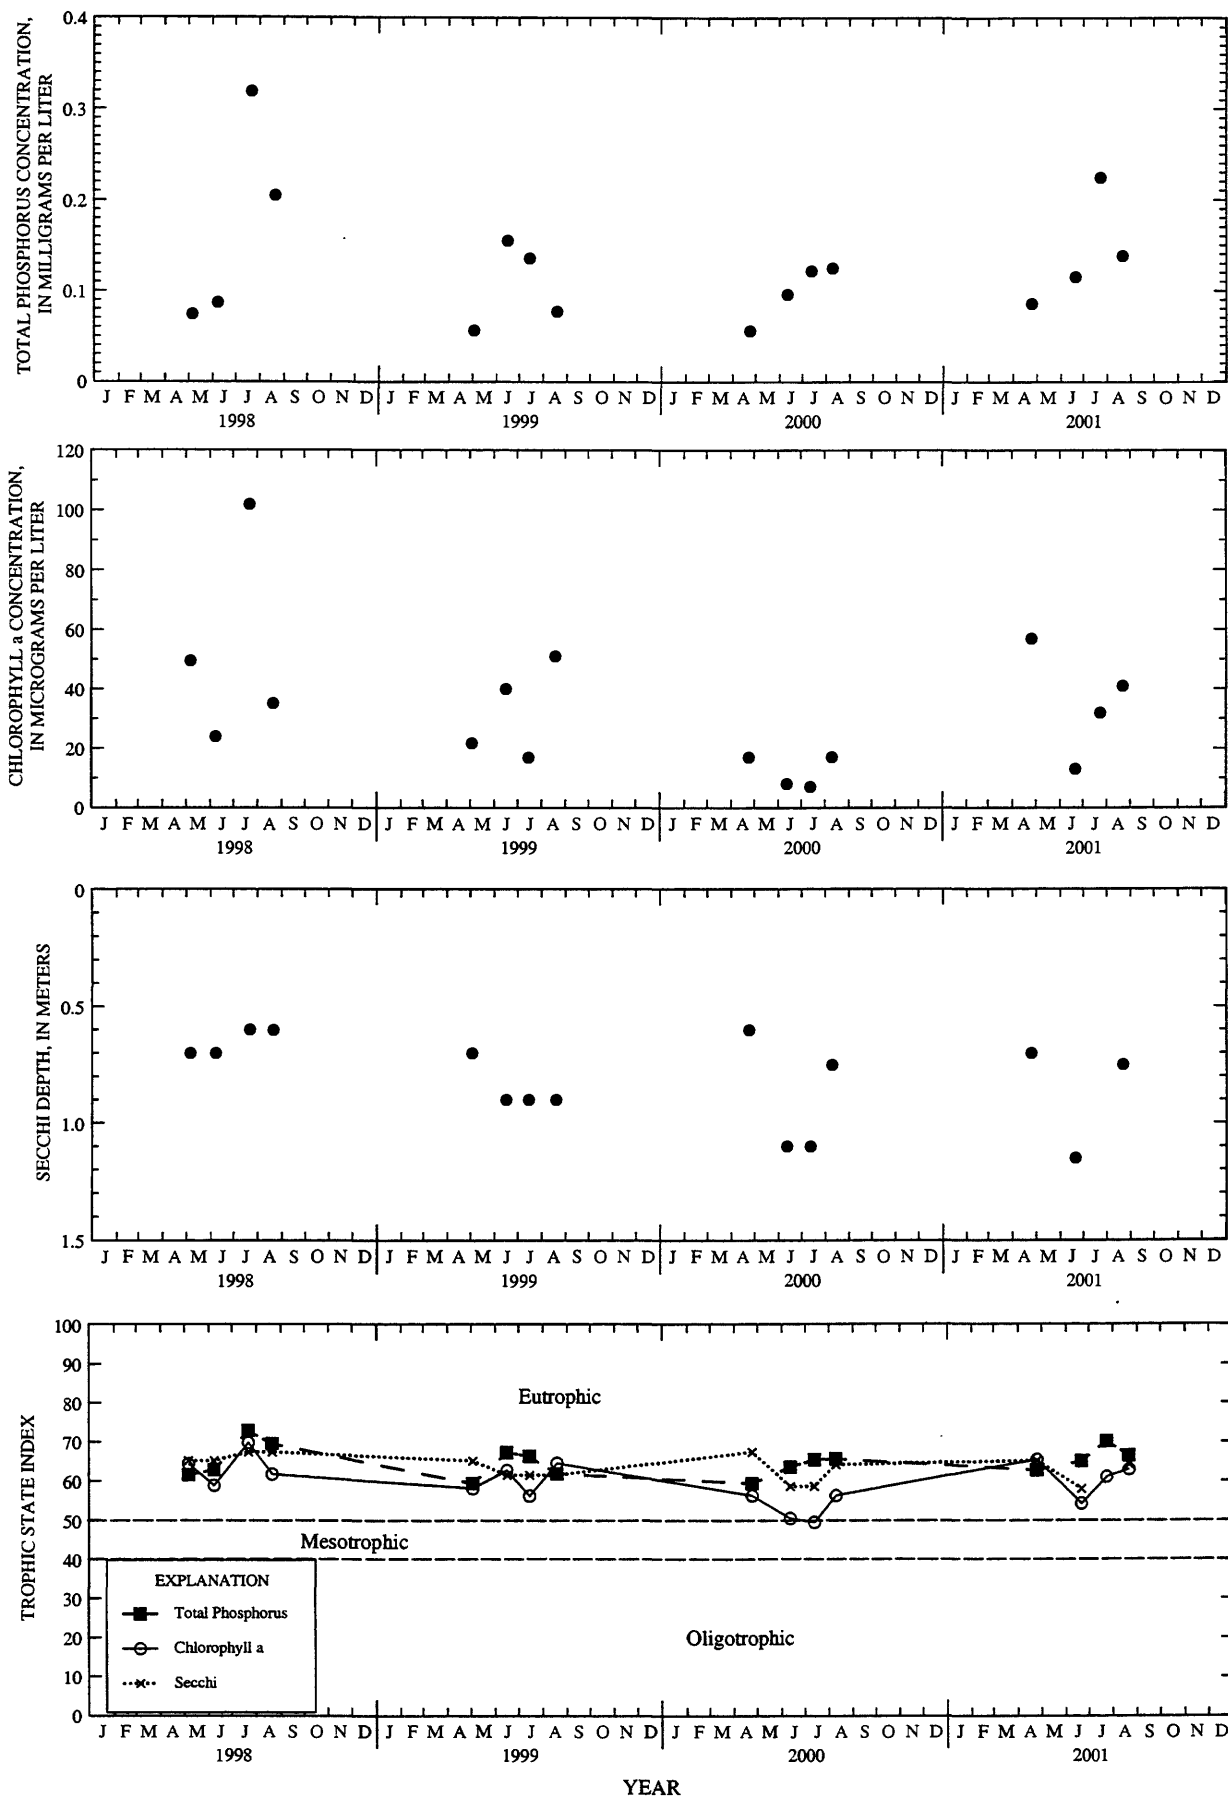 TOTAL PHOSPHORUS CONCENTRATION,
IN MILLIGRAMS PER LITER
0.4
0.3
0.2
0.1
0
J F M A M J J A S O N D J F M A M J J A S O N D J F M A M J J A S O N D J F M A M J J A S O N D
1998 1999 2000 2001
CHLOROPHYLL a CONCENTRATION,
IN MICROGRAMS PER LITER
120
100
80
60
40
20
0
J F M A M J J A S O N D J F M A M J J A S O N D J F M A M J J A S O N D J F M A M J J A S O N D
1998 1999 2000 2001
SECCHI DEPTH, IN METERS
0
0.5
1.0
1.5
J F M A M J J A S O N D J F M A M J J A S O N D J F M A M J J A S O N D J F M A M J J A S O N D
1998 1999 2000 2001
TROPHIC STATE INDEX
100
90
80
70
60
50
40
30
20
10
0
Eutrophic
Mesotrophic
Oligotrophic
EXPLANATION
Total Phosphorus
Chlorophyll a
Secchi
J F M A M J J A S O N D J F M A M J J A S O N D J F M A M J J A S O N D J F M A M J J A S O N D
1998 1999 2000 2001
YEAR